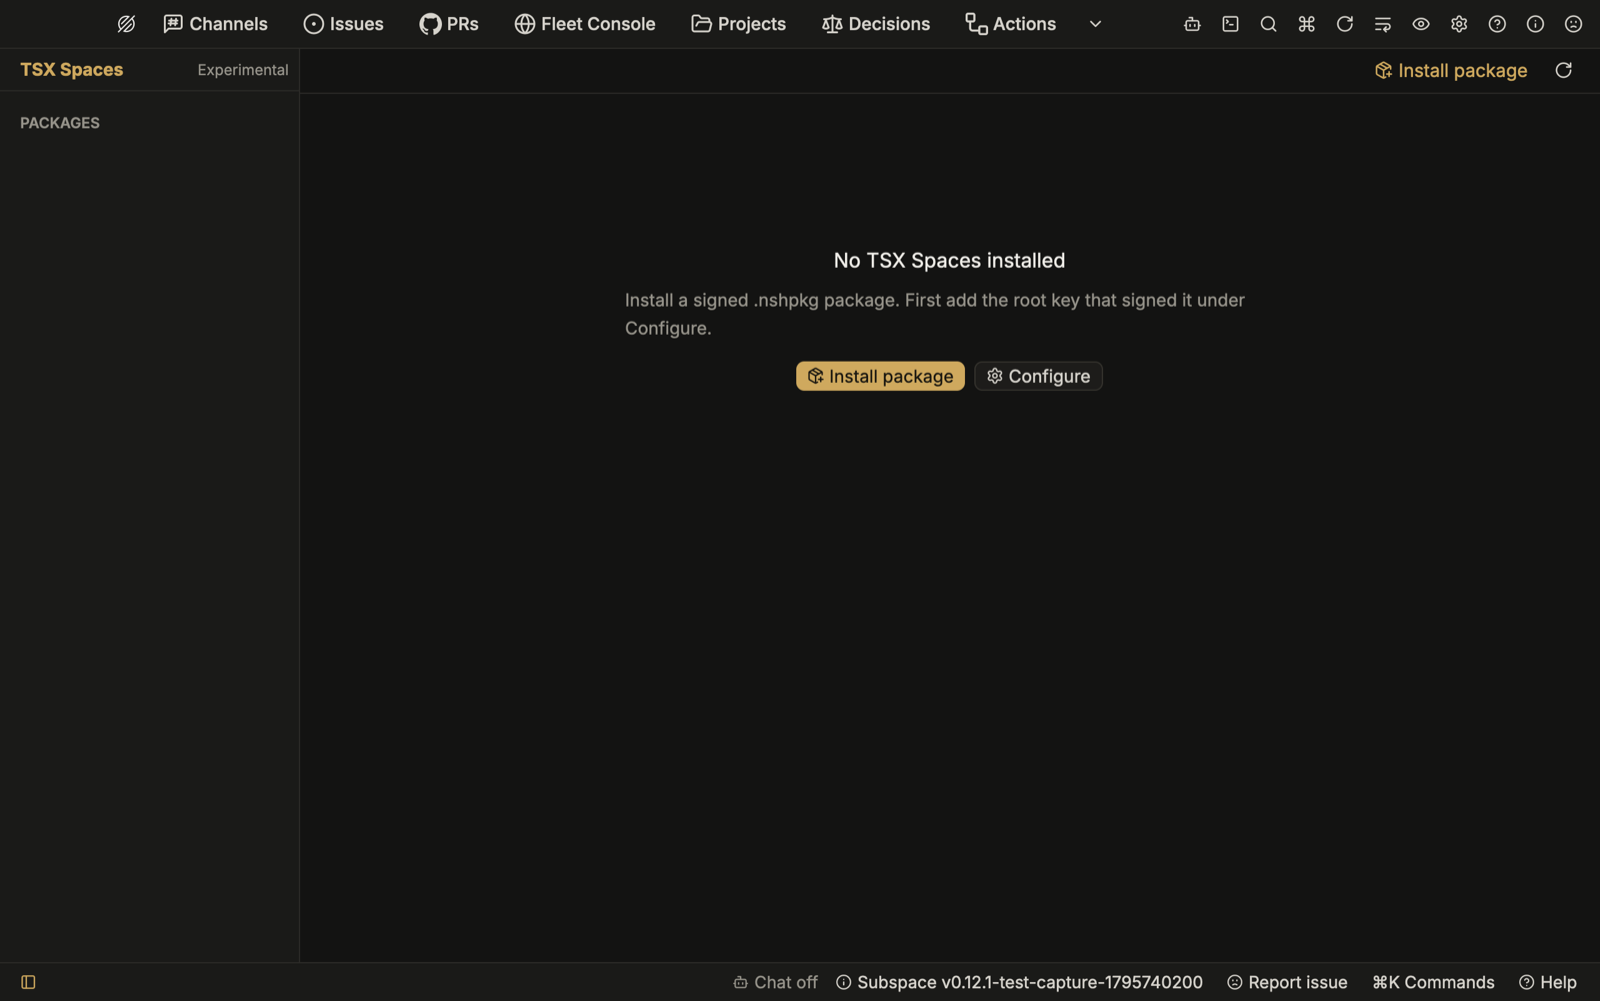 Channels
Issues
PRs
Fleet Console
Projects
Decisions
Actions
TSX Spaces
Experimental
Install package
PACKAGES
No TSX Spaces installed
Install a signed .nshpkg package. First add the root key that signed it under
Configure.
Install package
Configure
Chat off
Subspace v0.12.1-test-capture-1795740200
Report issue
⌘K Commands
Help